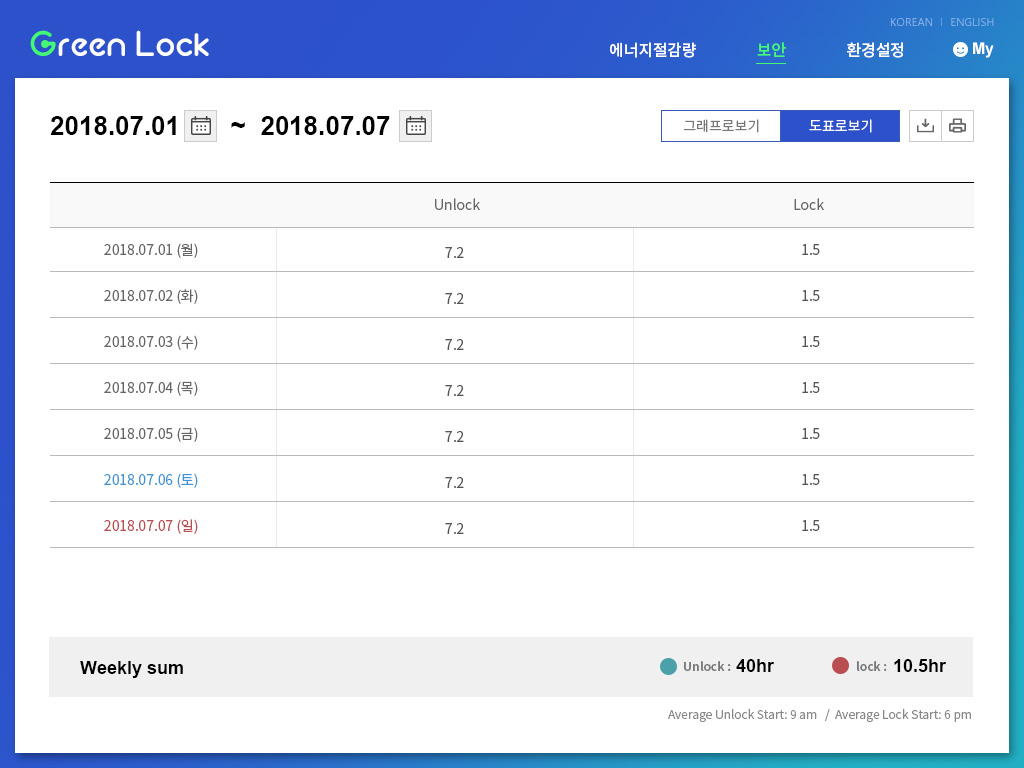 KOREAN | ENGLISH
Green Lock
에너지절감량 보안 환경설정 My
2018.07.01 ~ 2018.07.07
그래프로보기 도표로보기
Unlock Lock
2018.07.01 (월) 7.2 1.5
2018.07.02 (화) 7.2 1.5
2018.07.03 (수) 7.2 1.5
2018.07.04 (목) 7.2 1.5
2018.07.05 (금) 7.2 1.5
2018.07.06 (토) 7.2 1.5
2018.07.07 (일) 7.2 1.5
Weekly sum Unlock : 40hr lock : 10.5hr
Average Unlock Start: 9 am / Average Lock Start: 6 pm